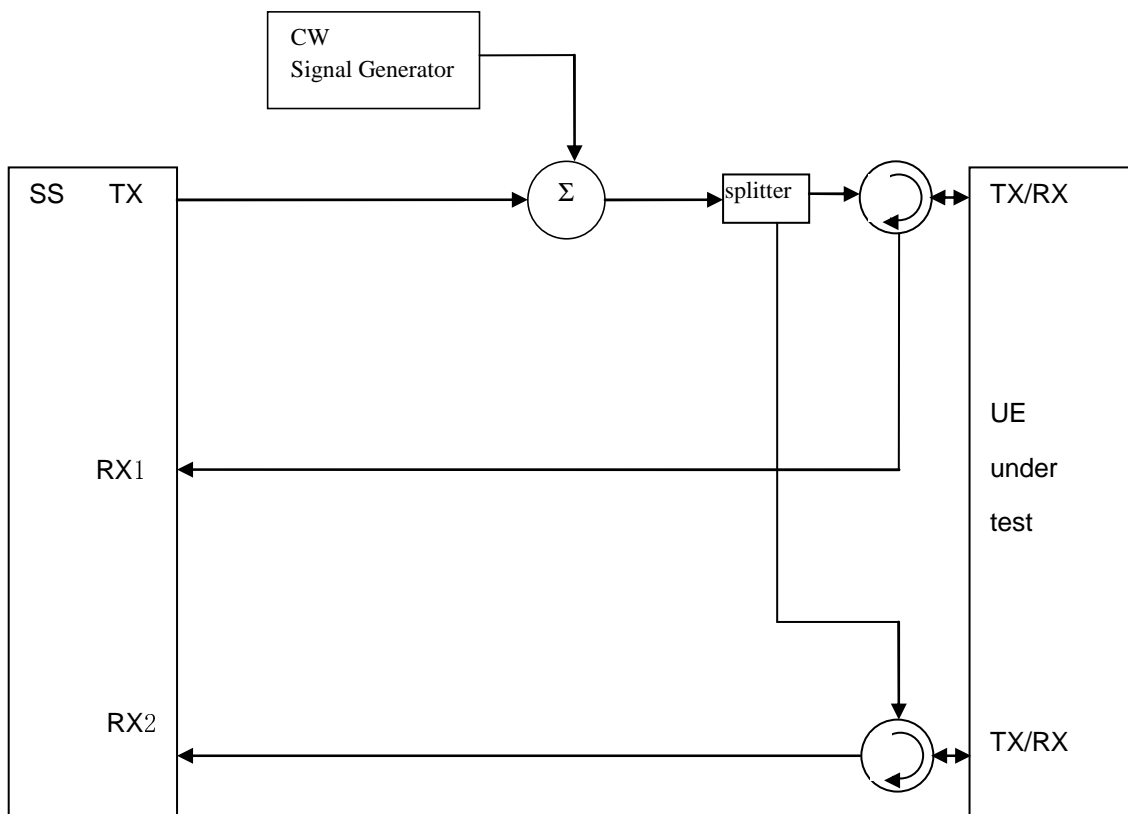 CW
Signal Generator
SS TX
Σ
splitter
TX/RX
RX1
UE
under
test
RX2
TX/RX